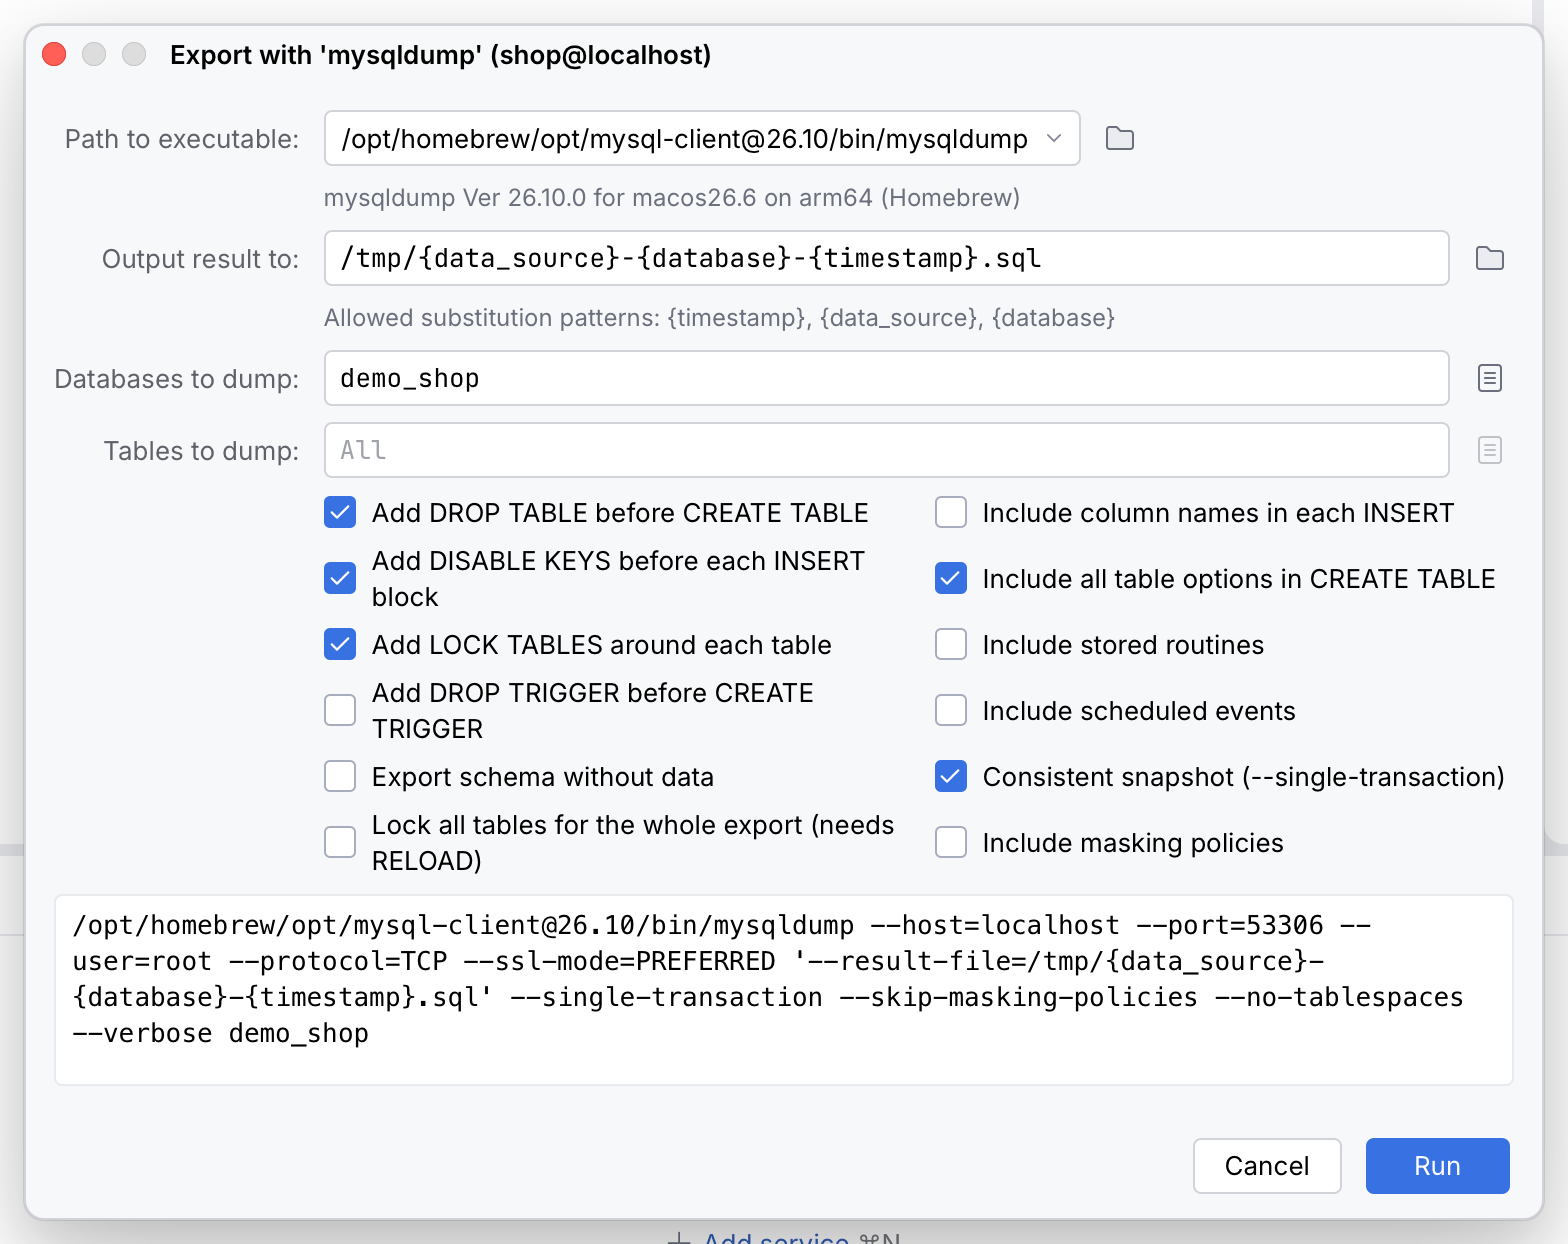 Export with 'mysqldump' (shop@localhost)
Path to executable:
/opt/homebrew/opt/mysql-client@26.10/bin/mysqldump
mysqldump Ver 26.10.0 for macos26.6 on arm64 (Homebrew)
Output result to:
/tmp/{data_source}-{database}-{timestamp}.sql
Allowed substitution patterns: {timestamp}, {data_source}, {database}
Databases to dump:
demo_shop
Tables to dump:
All
Add DROP TABLE before CREATE TABLE
Include column names in each INSERT
Add DISABLE KEYS before each INSERT
block
Include all table options in CREATE TABLE
Add LOCK TABLES around each table
Include stored routines
Add DROP TRIGGER before CREATE
TRIGGER
Include scheduled events
Export schema without data
Consistent snapshot (--single-transaction)
Lock all tables for the whole export (needs
RELOAD)
Include masking policies
/opt/homebrew/opt/mysql-client@26.10/bin/mysqldump --host=localhost --port=53306 --
user=root --protocol=TCP --ssl-mode=PREFERRED '--result-file=/tmp/{data_source}-
{database}-{timestamp}.sql' --single-transaction --skip-masking-policies --no-tablespaces
--verbose demo_shop
Cancel
Run
Add service ⌘N